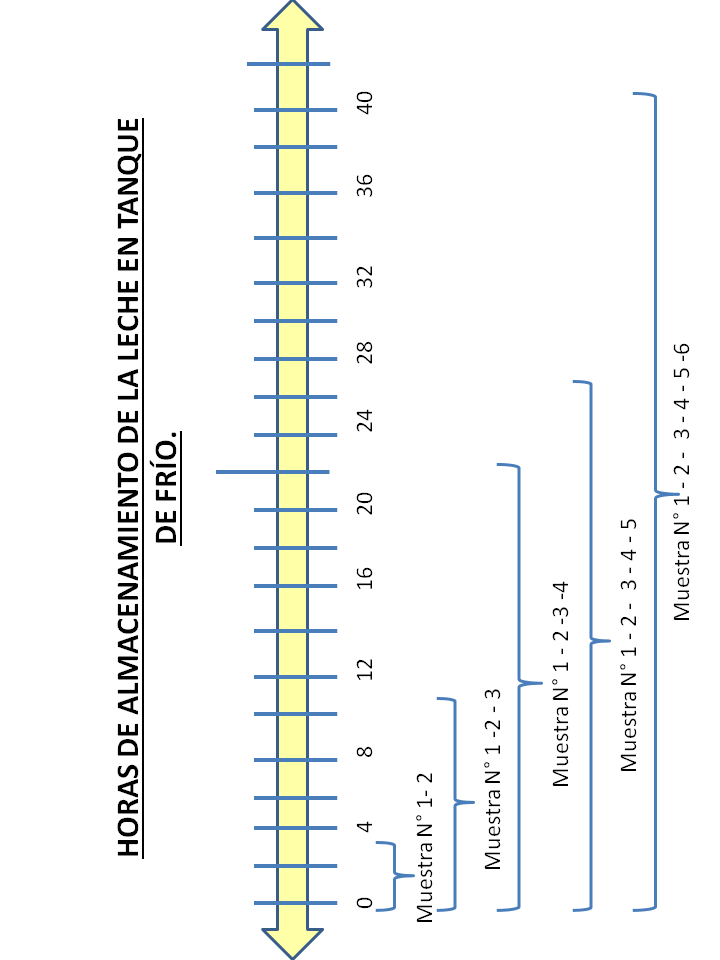 HORAS DE ALMACENAMIENTO DE LA LECHE EN TANQUE
DE FRÍO.
0 4 8 12 16 20 24 28 32 36 40
Muestra N° 1- 2
Muestra N° 1 -2 - 3
Muestra N° 1 - 2 -3 -4
Muestra N° 1 - 2 - 3 - 4 - 5
Muestra N° 1 - 2 - 3 - 4 - 5 -6